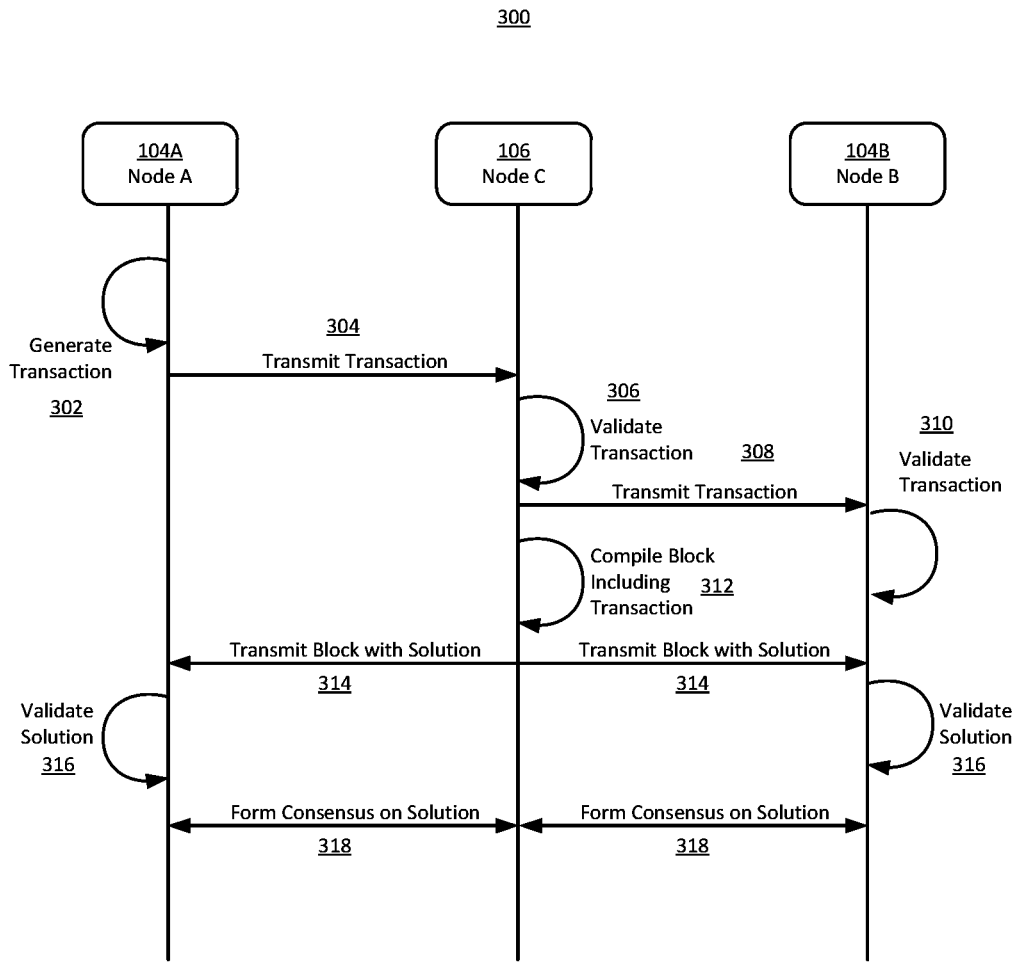 300
104A
Node A
106
Node C
104B
Node B
Generate
Transaction
302
304
Transmit Transaction
306
Validate
Transaction
308
Transmit Transaction
310
Validate
Transaction
Compile Block
Including
Transaction
312
Transmit Block with Solution
314
Transmit Block with Solution
314
Validate
Solution
316
Validate
Solution
316
Form Consensus on Solution
318
Form Consensus on Solution
318